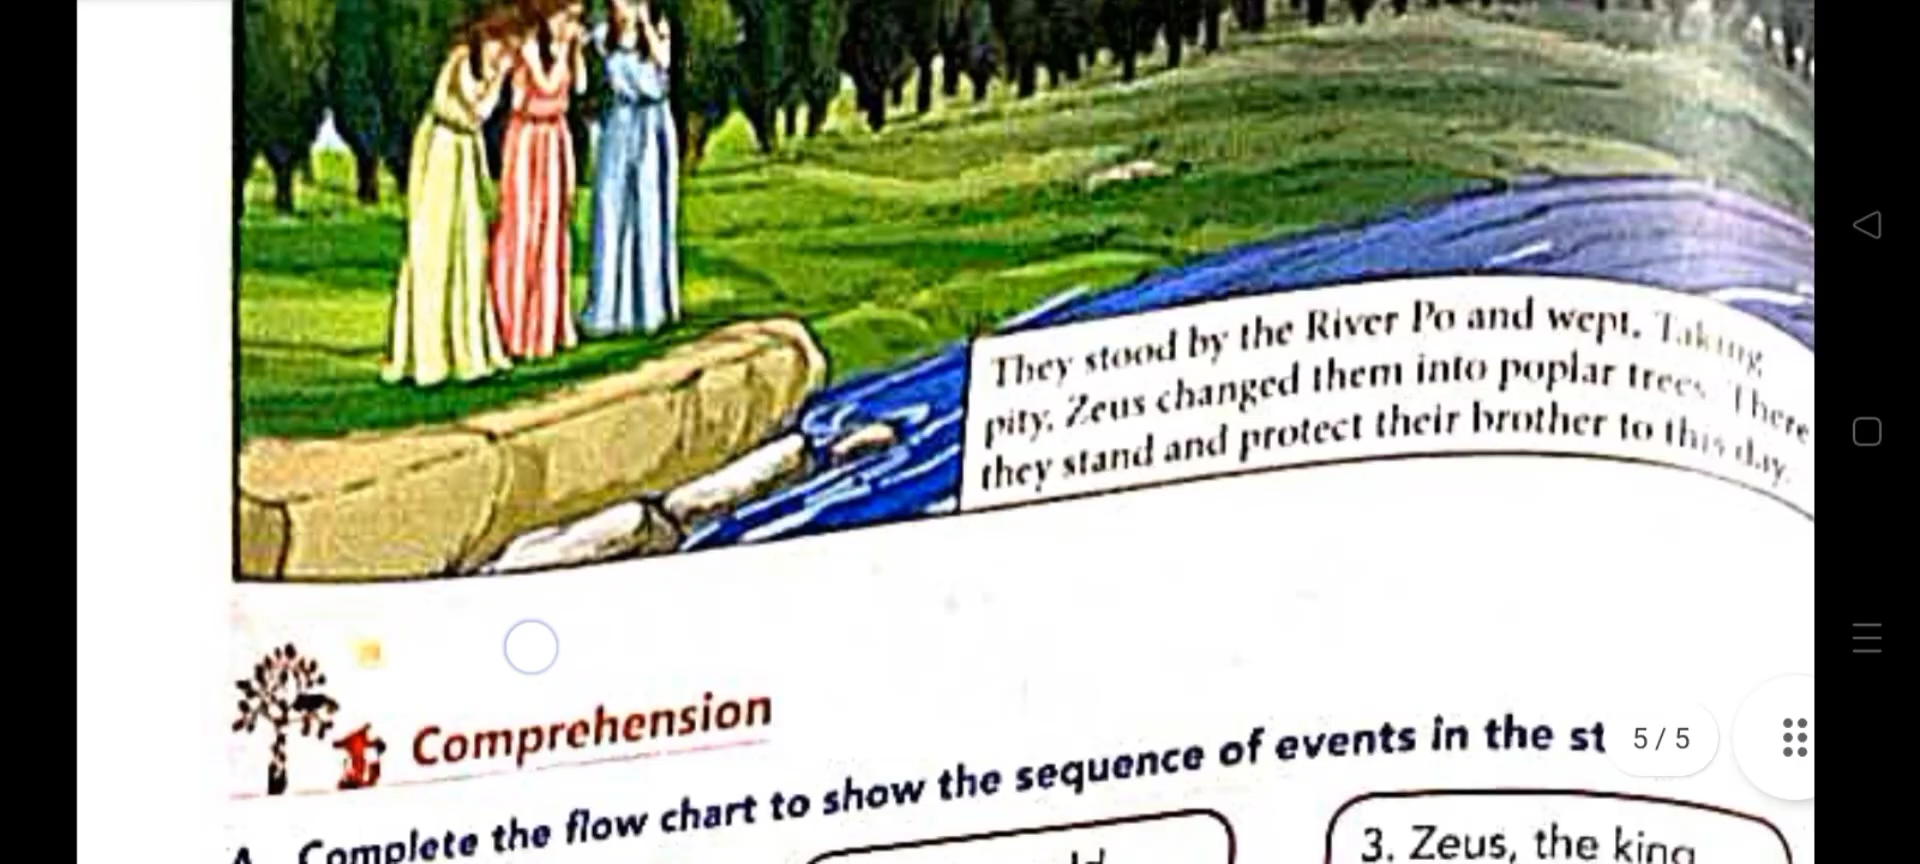 They stood by the River Po and wept. Taking
pity, Zeus changed them into poplar trees. There
they stand and protect their brother to this day.
Comprehension
A. Complete the flow chart to show the sequence of events in the st
5/5
3. Zeus, the king